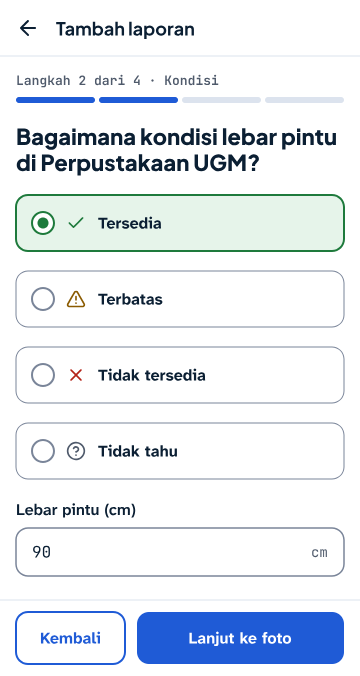 Tambah laporan
Langkah 2 dari 4 · Kondisi
Bagaimana kondisi lebar pintu
di Perpustakaan UGM?
Tersedia
Terbatas
Tidak tersedia
Tidak tahu
Lebar pintu (cm)
90 cm
Kembali Lanjut ke foto